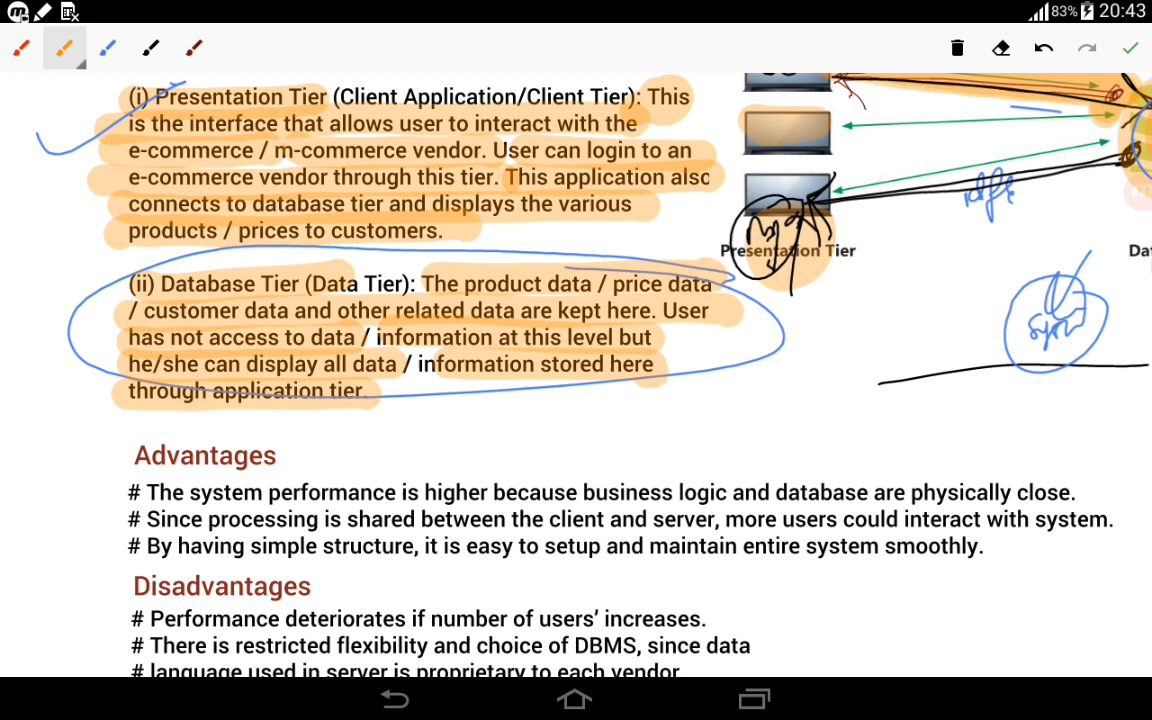 83% 20:43
(i) Presentation Tier (Client Application/Client Tier): This
is the interface that allows user to interact with the
e-commerce / m-commerce vendor. User can login to an
e-commerce vendor through this tier. This application also
connects to database tier and displays the various
products / prices to customers.
Presentation Tier
Da
(ii) Database Tier (Data Tier): The product data / price data
/ customer data and other related data are kept here. User
has not access to data / information at this level but
he/she can display all data / information stored here
through application tier.
Advantages
# The system performance is higher because business logic and database are physically close.
# Since processing is shared between the client and server, more users could interact with system.
# By having simple structure, it is easy to setup and maintain entire system smoothly.
Disadvantages
# Performance deteriorates if number of users’ increases.
# There is restricted flexibility and choice of DBMS, since data
# language used in server is proprietary to each vendor